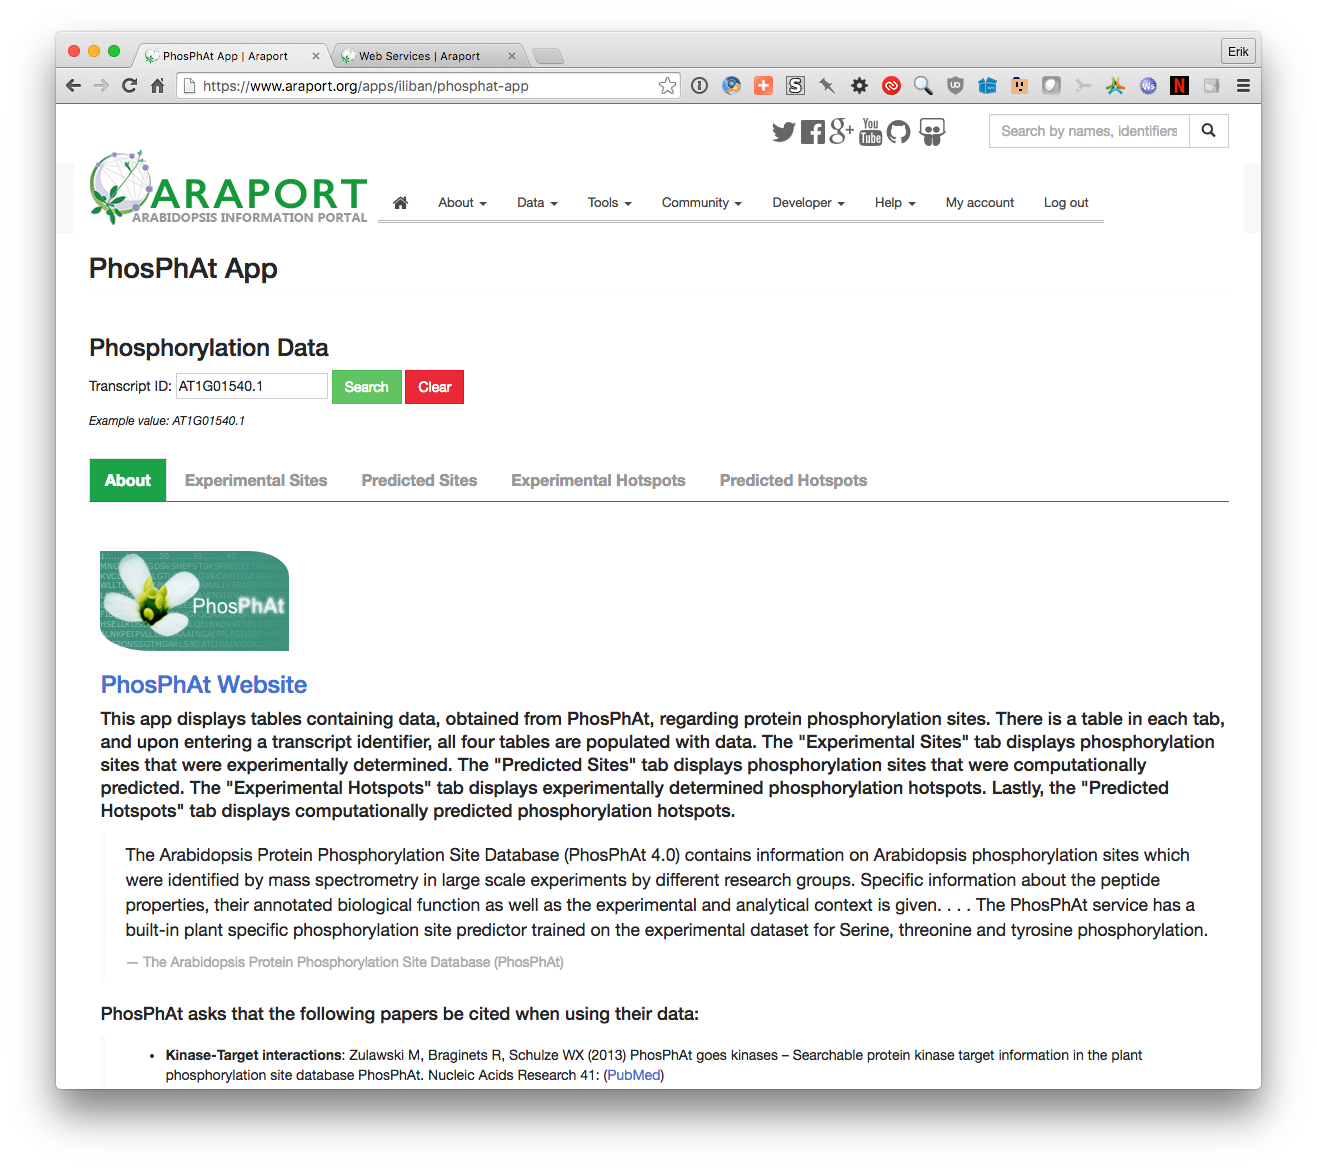 PhosPhAt App | Araport
Web Services | Araport
Erik
https://www.araport.org/apps/iliban/phosphat-app
You Tube
Search by names, identifiers
ARAPORT
ARABIDOPSIS INFORMATION PORTAL
About
Data
Tools
Community
Developer
Help
My account
Log out
PhosPhAt App
Phosphorylation Data
Transcript ID: AT1G01540.1 Search Clear
Example value: AT1G01540.1
About Experimental Sites Predicted Sites Experimental Hotspots Predicted Hotspots
PhosPhAt
PhosPhAt Website
This app displays tables containing data, obtained from PhosPhAt, regarding protein phosphorylation sites. There is a table in each tab,
and upon entering a transcript identifier, all four tables are populated with data. The "Experimental Sites" tab displays phosphorylation
sites that were experimentally determined. The "Predicted Sites" tab displays phosphorylation sites that were computationally
predicted. The "Experimental Hotspots" tab displays experimentally determined phosphorylation hotspots. Lastly, the "Predicted
Hotspots" tab displays computationally predicted phosphorylation hotspots.
The Arabidopsis Protein Phosphorylation Site Database (PhosPhAt 4.0) contains information on Arabidopsis phosphorylation sites which
were identified by mass spectrometry in large scale experiments by different research groups. Specific information about the peptide
properties, their annotated biological function as well as the experimental and analytical context is given. . . . The PhosPhAt service has a
built-in plant specific phosphorylation site predictor trained on the experimental dataset for Serine, threonine and tyrosine phosphorylation.
— The Arabidopsis Protein Phosphorylation Site Database (PhosPhAt)
PhosPhAt asks that the following papers be cited when using their data:
• Kinase-Target interactions: Zulawski M, Braginets R, Schulze WX (2013) PhosPhAt goes kinases – Searchable protein kinase target information in the plant
phosphorylation site database PhosPhAt. Nucleic Acids Research 41: (PubMed)